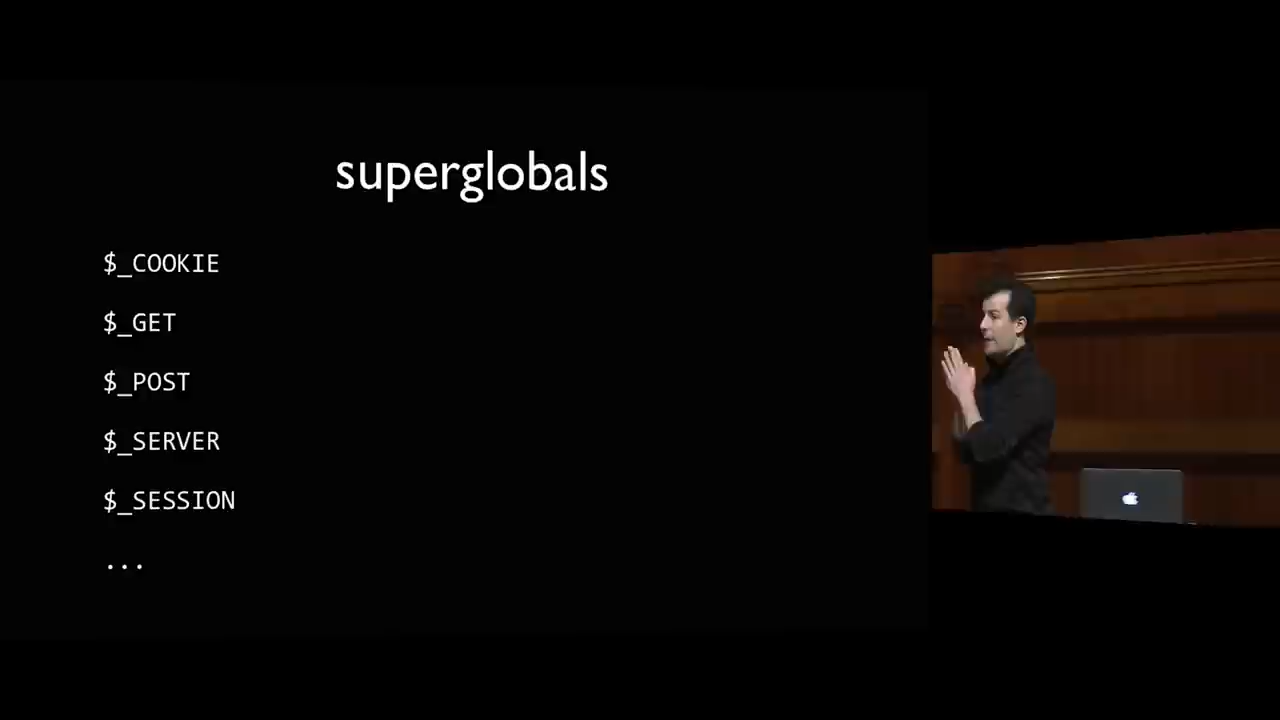 superglobals
$_COOKIE
$_GET
$_POST
$_SERVER
$_SESSION
...